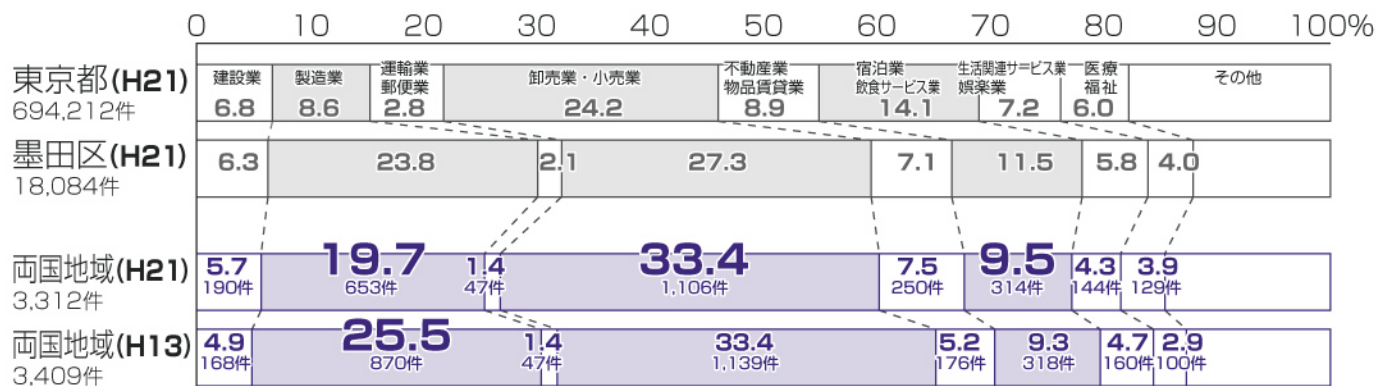 0 10 20 30 40 50 60 70 80 90 100%
東京都(H21)
694,212件
建設業 6.8
製造業 8.6
運輸業
郵便業
2.8
卸売業・小売業
24.2
不動産業
物品賃貸業
8.9
宿泊業
飲食サービス業
14.1
生活関連サービス業
娯楽業
7.2
医療
福祉
6.0
その他
墨田区(H21)
18,084件
6.3 23.8 2.1 27.3 7.1 11.5 5.8 4.0
両国地域(H21)
3,312件
5.7 19.7 1.4 33.4 7.5 9.5 4.3 3.9
190件 653件 47件 1,106件 250件 314件 144件 129件
両国地域(H13)
3,409件
4.9 25.5 1.4 33.4 5.2 9.3 4.7 2.9
168件 870件 47件 1,139件 176件 318件 160件 100件